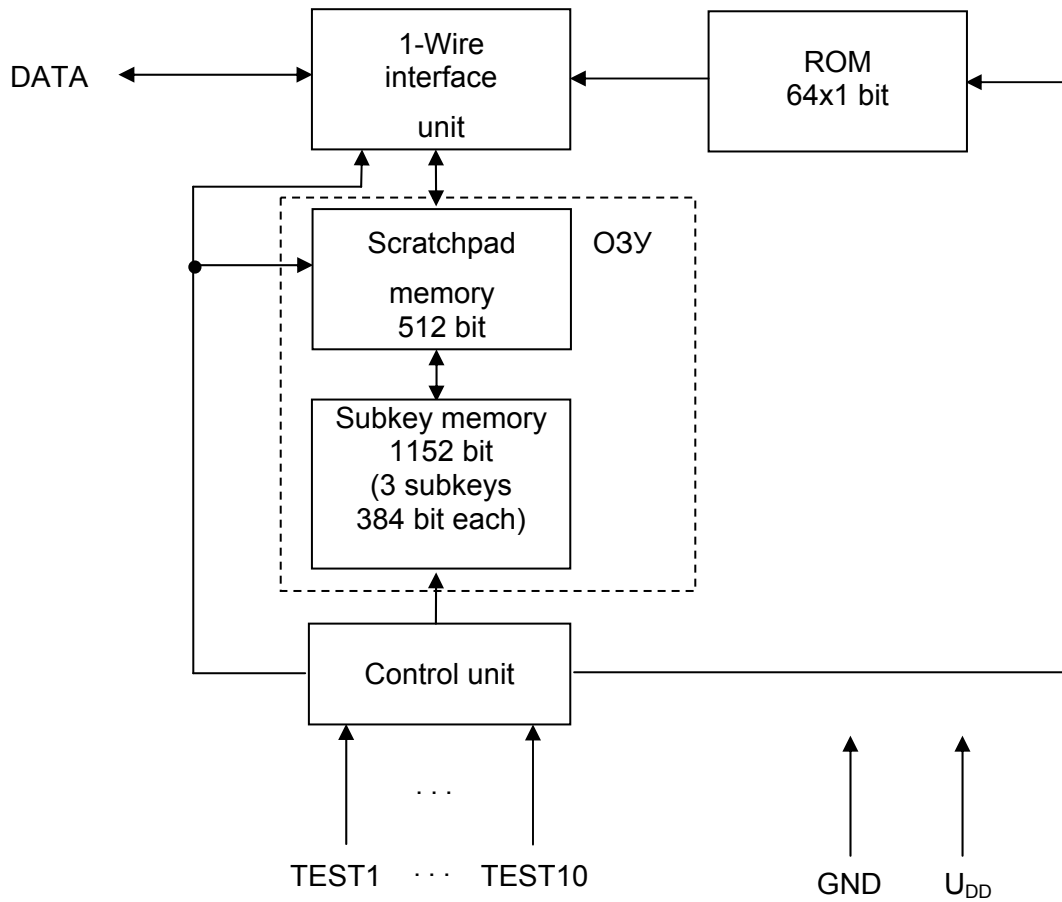 1-Wire
interface
unit
DATA
ROM
64x1 bit
Scratchpad
memory
512 bit
ОЗУ
Subkey memory
1152 bit
(3 subkeys
384 bit each)
Control unit
. . .
TEST1 . . . TEST10
GND
U_DD